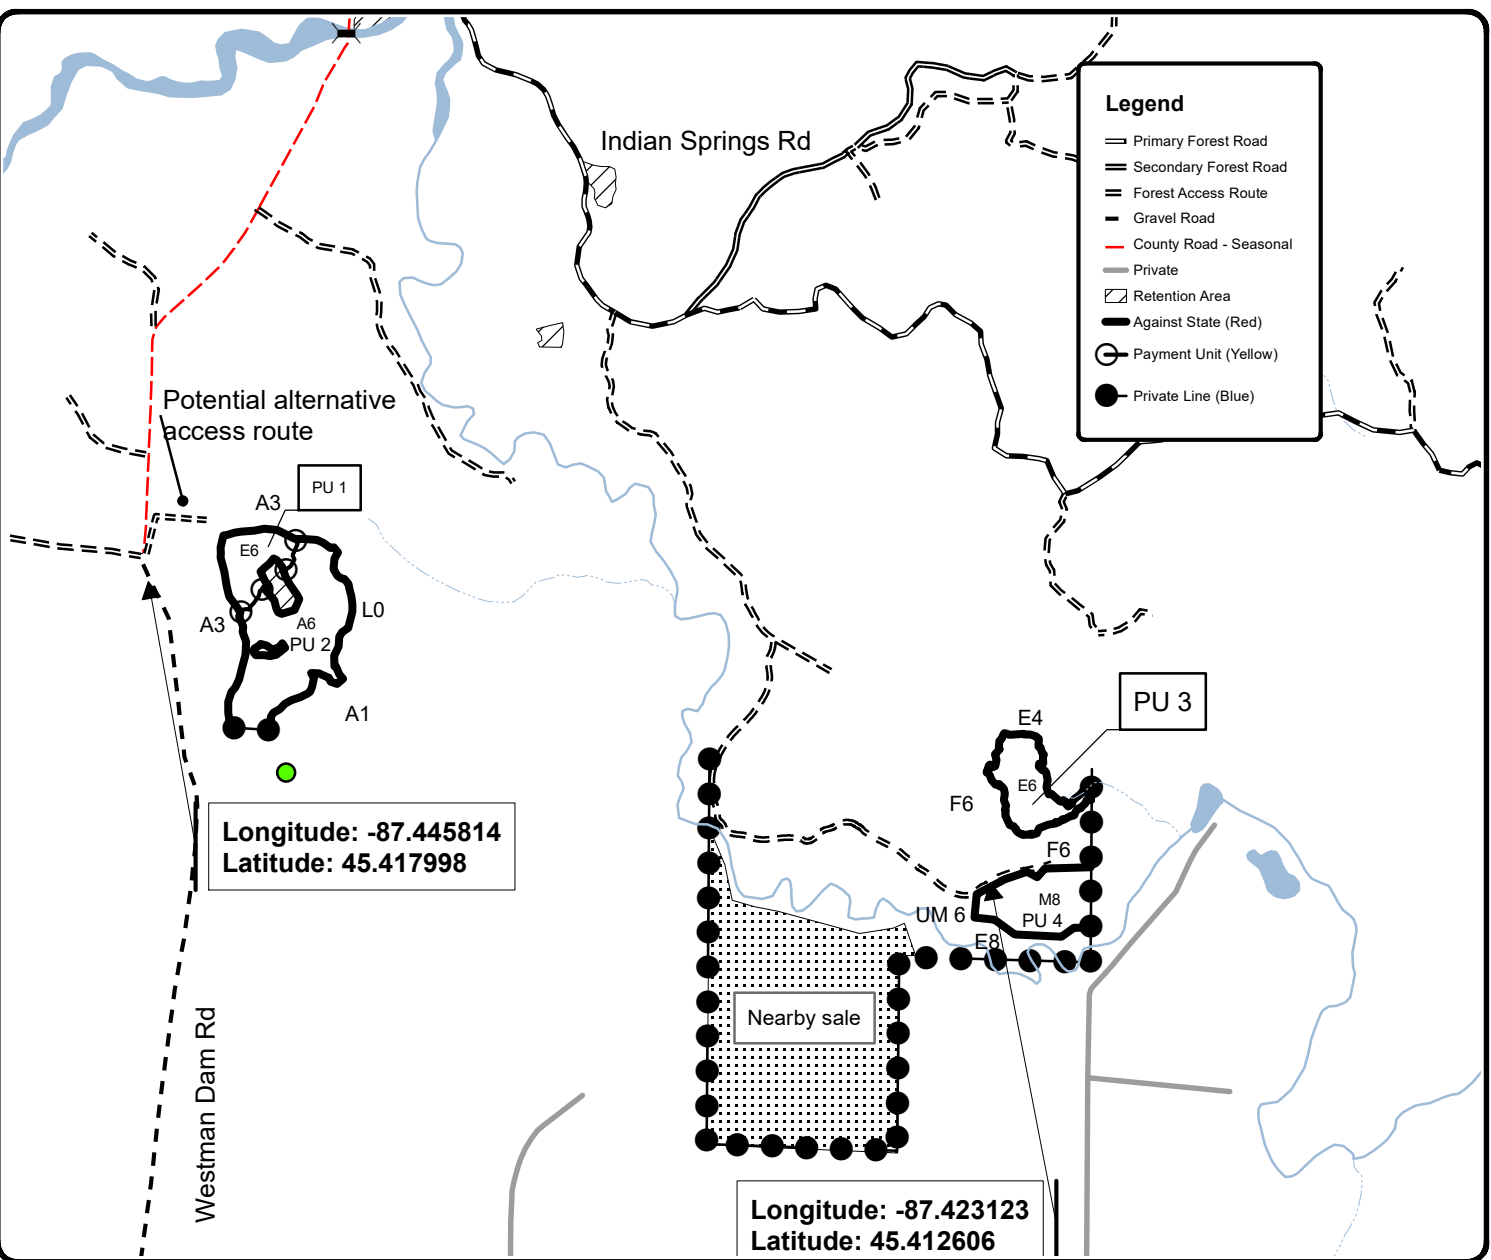 Indian Springs Rd
Legend
Primary Forest Road
Secondary Forest Road
Forest Access Route
Gravel Road
County Road - Seasonal
Private
Retention Area
Against State (Red)
Payment Unit (Yellow)
Private Line (Blue)
Potential alternative
access route
PU 1
A3
E6
A3
L0
A6
PU 2
A1
Longitude: -87.445814
Latitude: 45.417998
PU 3
E4
E6
F6
F6
M8
UM 6
PU 4
E8
Nearby sale
Westman Dam Rd
Longitude: -87.423123
Latitude: 45.412606